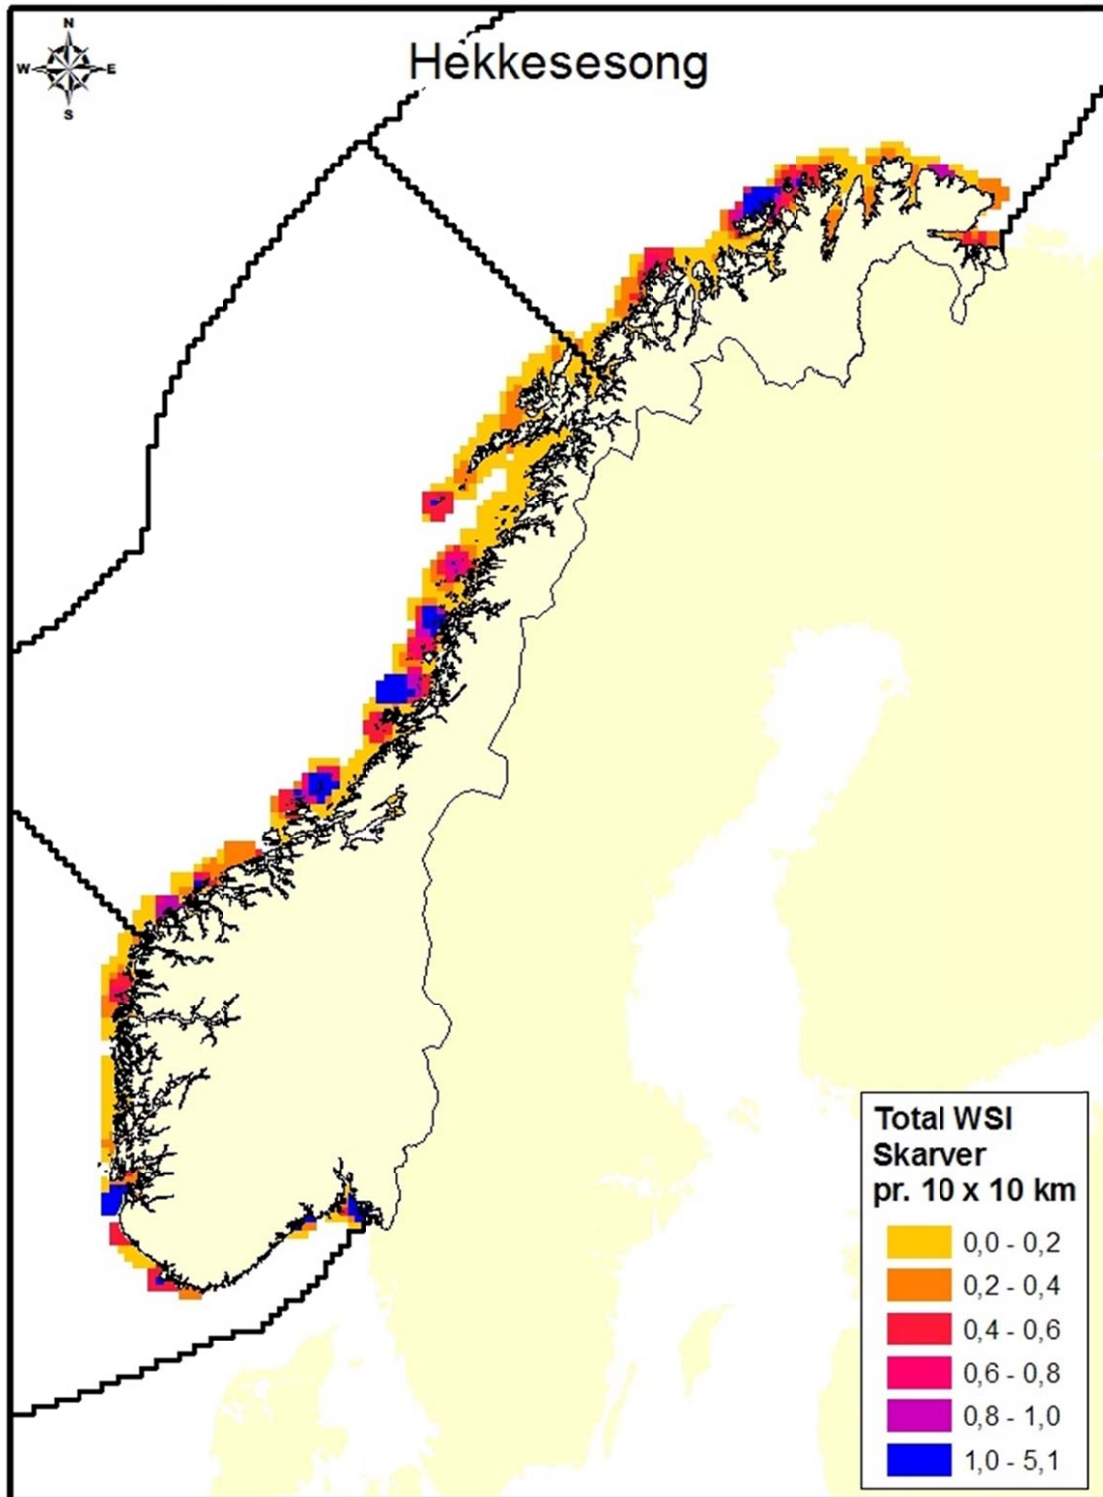 N
W E
S
Hekkesesong
Total WSI
Skarver
pr. 10 x 10 km
0,0 - 0,2
0,2 - 0,4
0,4 - 0,6
0,6 - 0,8
0,8 - 1,0
1,0 - 5,1